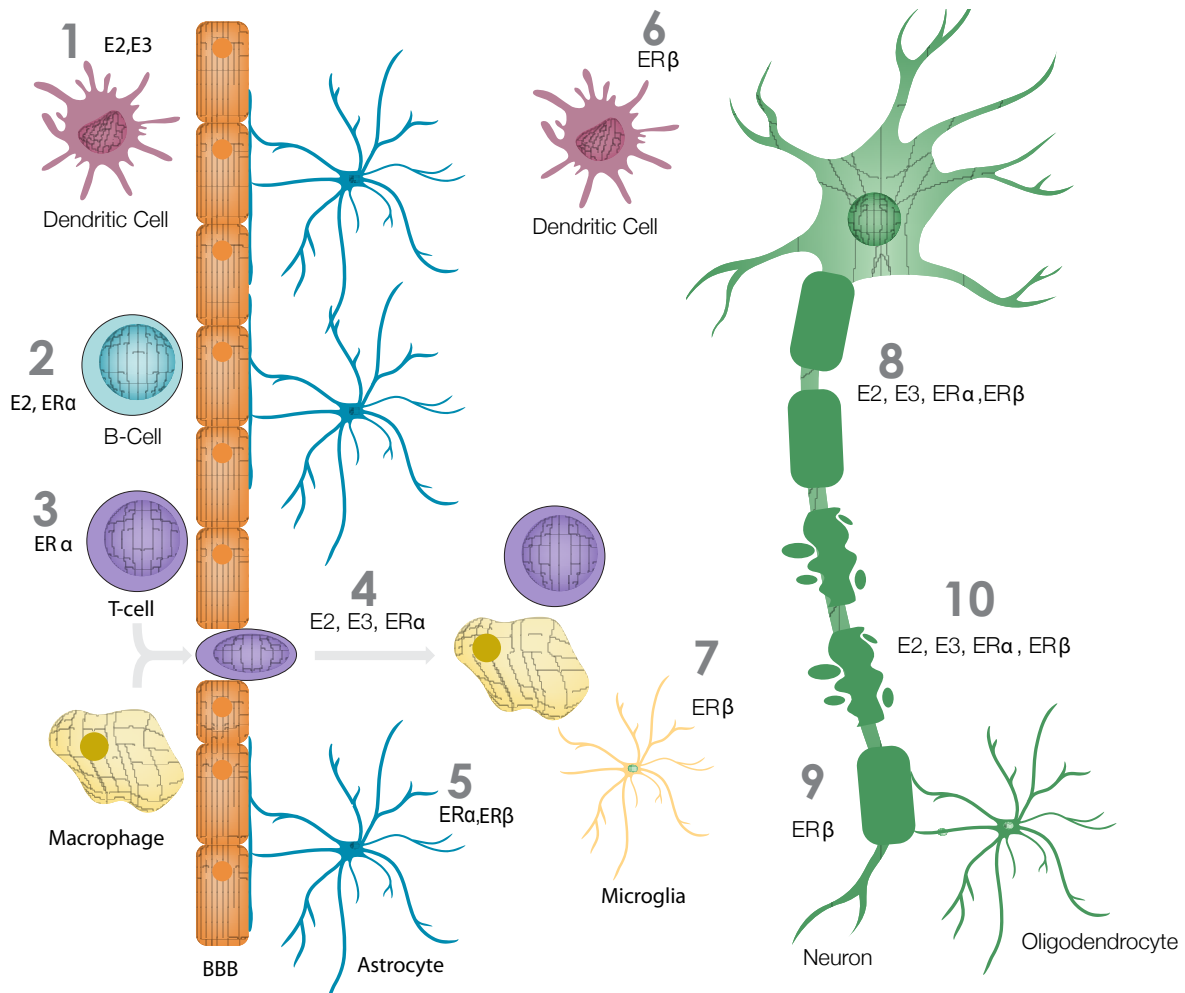 1
E2,E3
Dendritic Cell
2
E2, ERα
B-Cell
3
ER α
T-cell
Macrophage
BBB
4
E2, E3, ERα
5
ERα,ERβ
Astrocyte
6
ERβ
Dendritic Cell
7
ERβ
Microglia
8
E2, E3, ERα,ERβ
10
E2, E3, ERα , ERβ
9
ERβ
Neuron
Oligodendrocyte